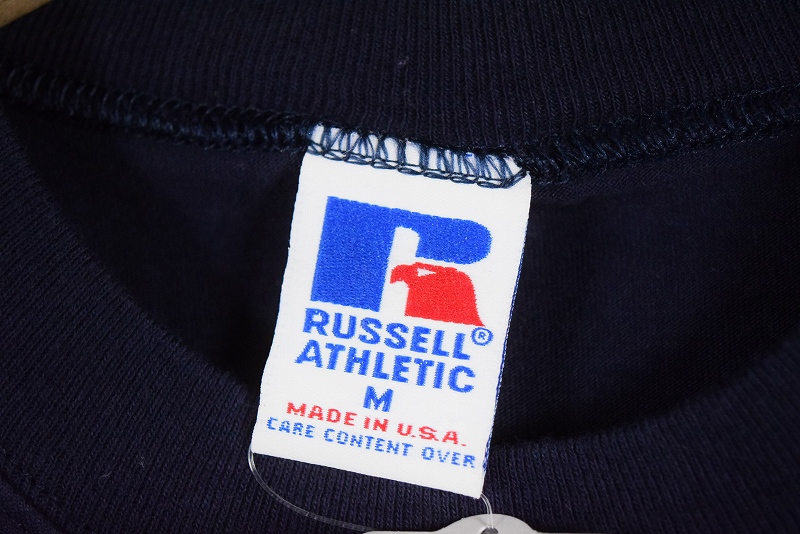 RUSSELL®
ATHLETIC
M
MADE IN U.S.A.
CARE CONTENT OVER